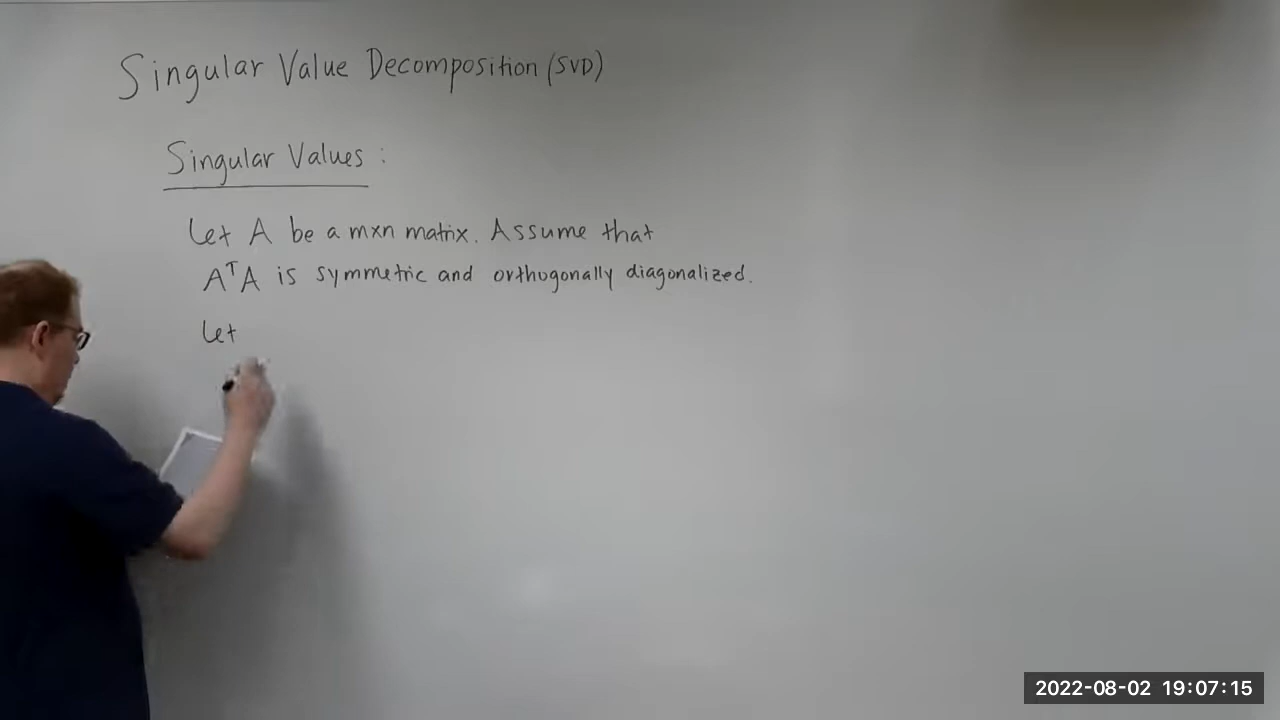 Singular Value Decomposition (SVD)
Singular Values :
Let A be a mxn matrix. Assume that
AᵀA is symmetric and orthogonally diagonalized.
Let
2022-08-02 19:07:15